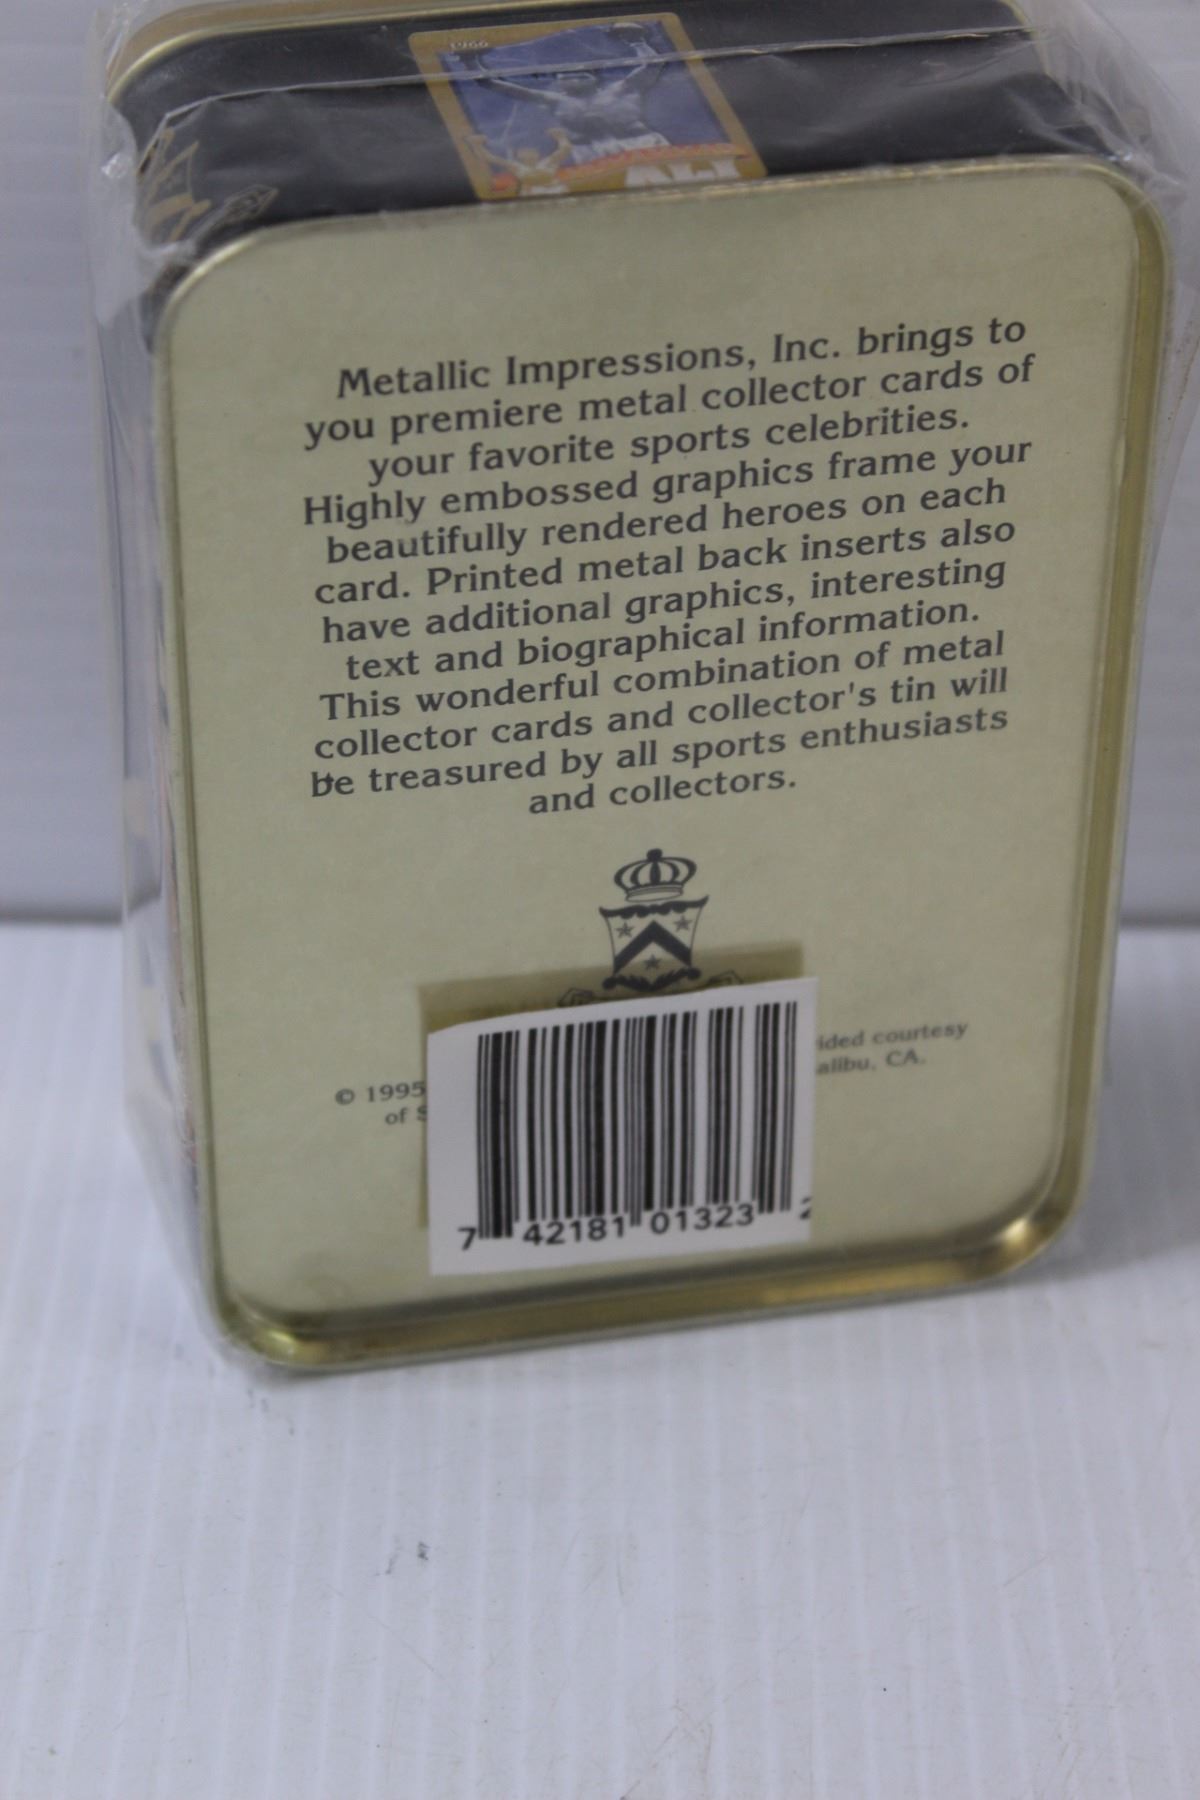 1966
ALI
Metallic Impressions, Inc. brings to
you premiere metal collector cards of
your favorite sports celebrities.
Highly embossed graphics frame your
beautifully rendered heroes on each
card. Printed metal back inserts also
have additional graphics, interesting
text and biographical information.
This wonderful combination of metal
collector cards and collector's tin will
be treasured by all sports enthusiasts
and collectors.
© 1995 ided courtesy
of S alibu, CA.
7 42181 01323 2